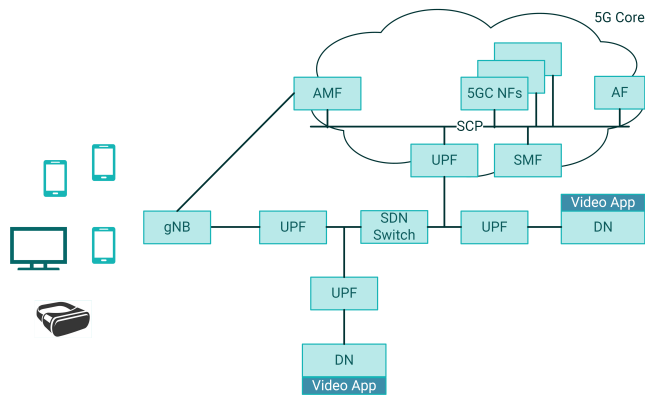 5G Core
AMF
5GC NFs
AF
SCP
UPF
SMF
gNB
UPF
SDN
Switch
UPF
Video App
DN
UPF
DN
Video App